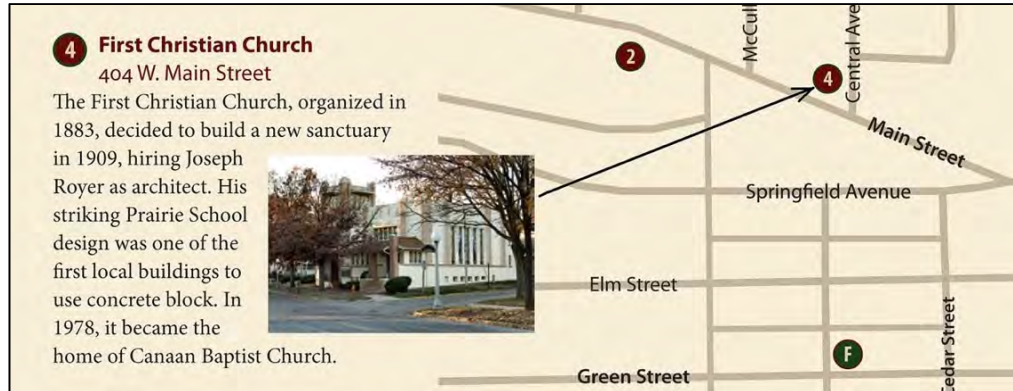 4 First Christian Church
404 W. Main Street
The First Christian Church, organized in
1883, decided to build a new sanctuary
in 1909, hiring Joseph
Royer as architect. His
striking Prairie School
design was one of the
first local buildings to
use concrete block. In
1978, it became the
home of Canaan Baptist Church.
2
McCull
4
Central Ave
Main Street
Springfield Avenue
Elm Street
Cedar Street
F
Green Street